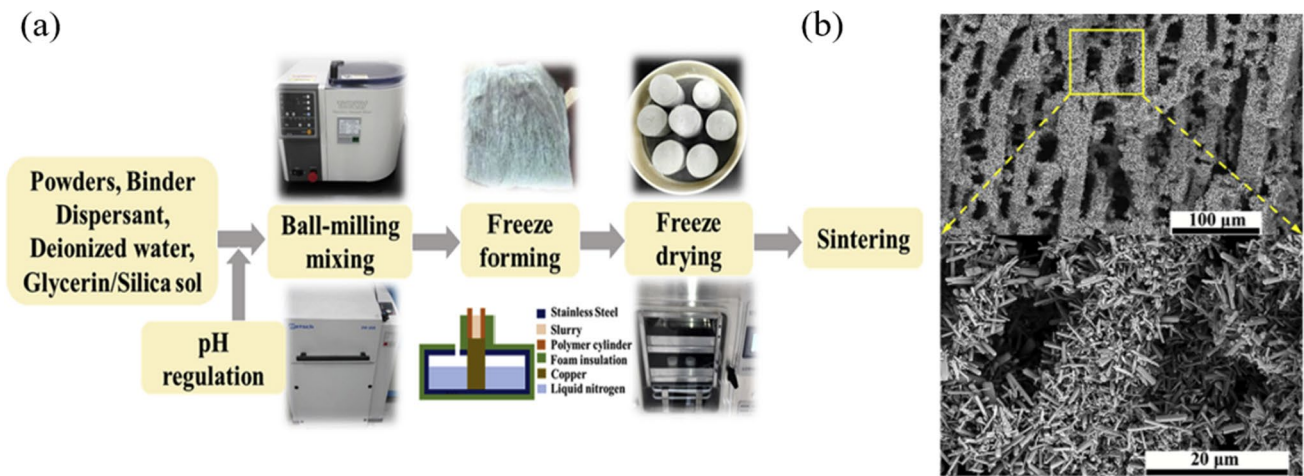 (a)
(b)
Powders, Binder
Dispersant,
Deionized water,
Glycerin/Silica sol
pH
regulation
Ball-milling
mixing
Freeze
forming
Freeze
drying
Sintering
Stainless Steel
Slurry
Polymer cylinder
Foam insulation
Copper
Liquid nitrogen
100 μm
20 μm